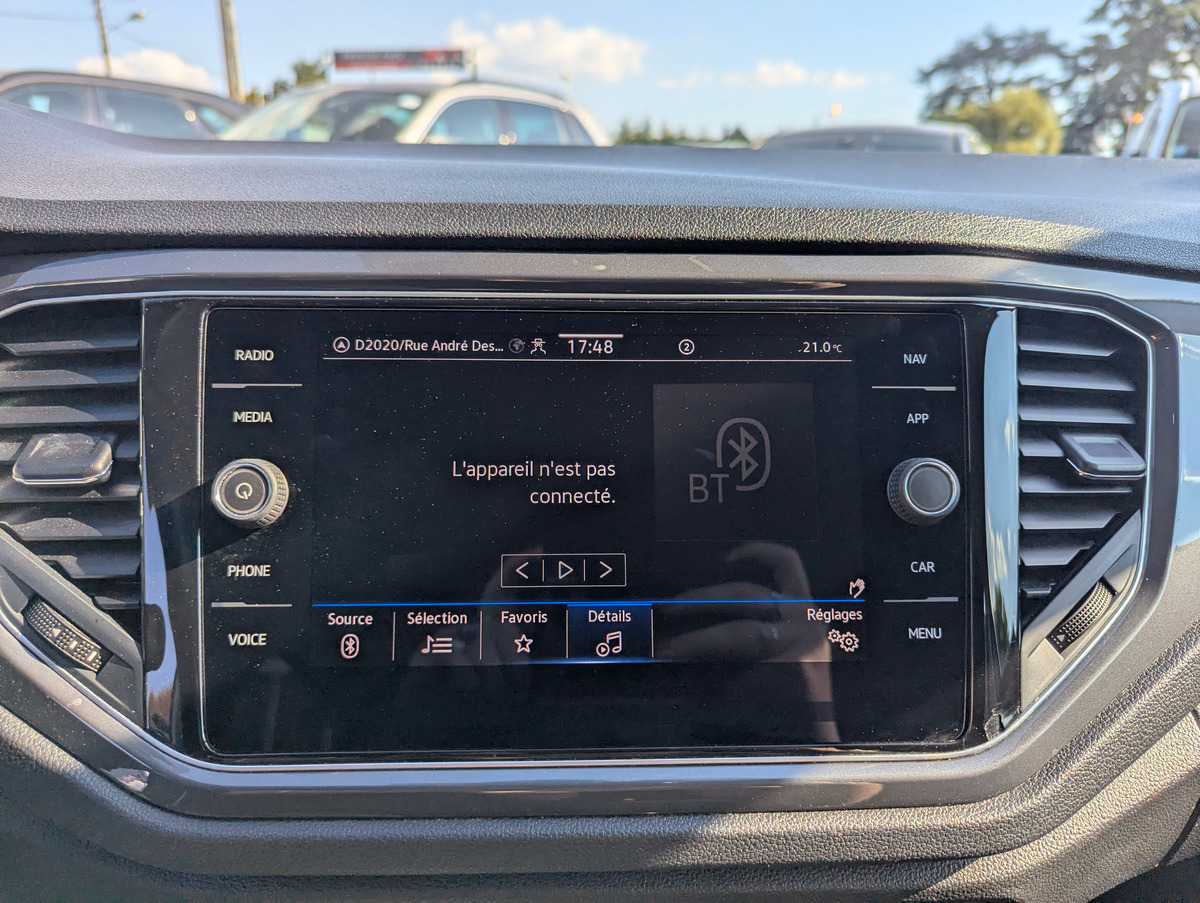 D2020/Rue André Des...
17:48
2
21.0°C
RADIO
MEDIA
PHONE
VOICE
L'appareil n'est pas
connecté.
BT
Source
Sélection
Favoris
Détails
Réglages
NAV
APP
CAR
MENU